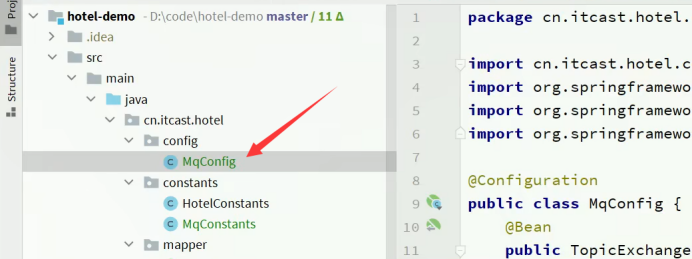 Proj
Structure
hotel-demo - D:\code\hotel-demo master / 11 Δ
.idea
src
main
java
cn.itcast.hotel
config
MqConfig
constants
HotelConstants
MqConstants
mapper
1 package cn.itcast.hotel.
2
3 import cn.itcast.hotel.c
4 import org.springframewo
5 import org.springframewo
6 import org.springframewo
7
8 @Configuration
9 public class MqConfig {
10 @Bean
11 public TopicExchange